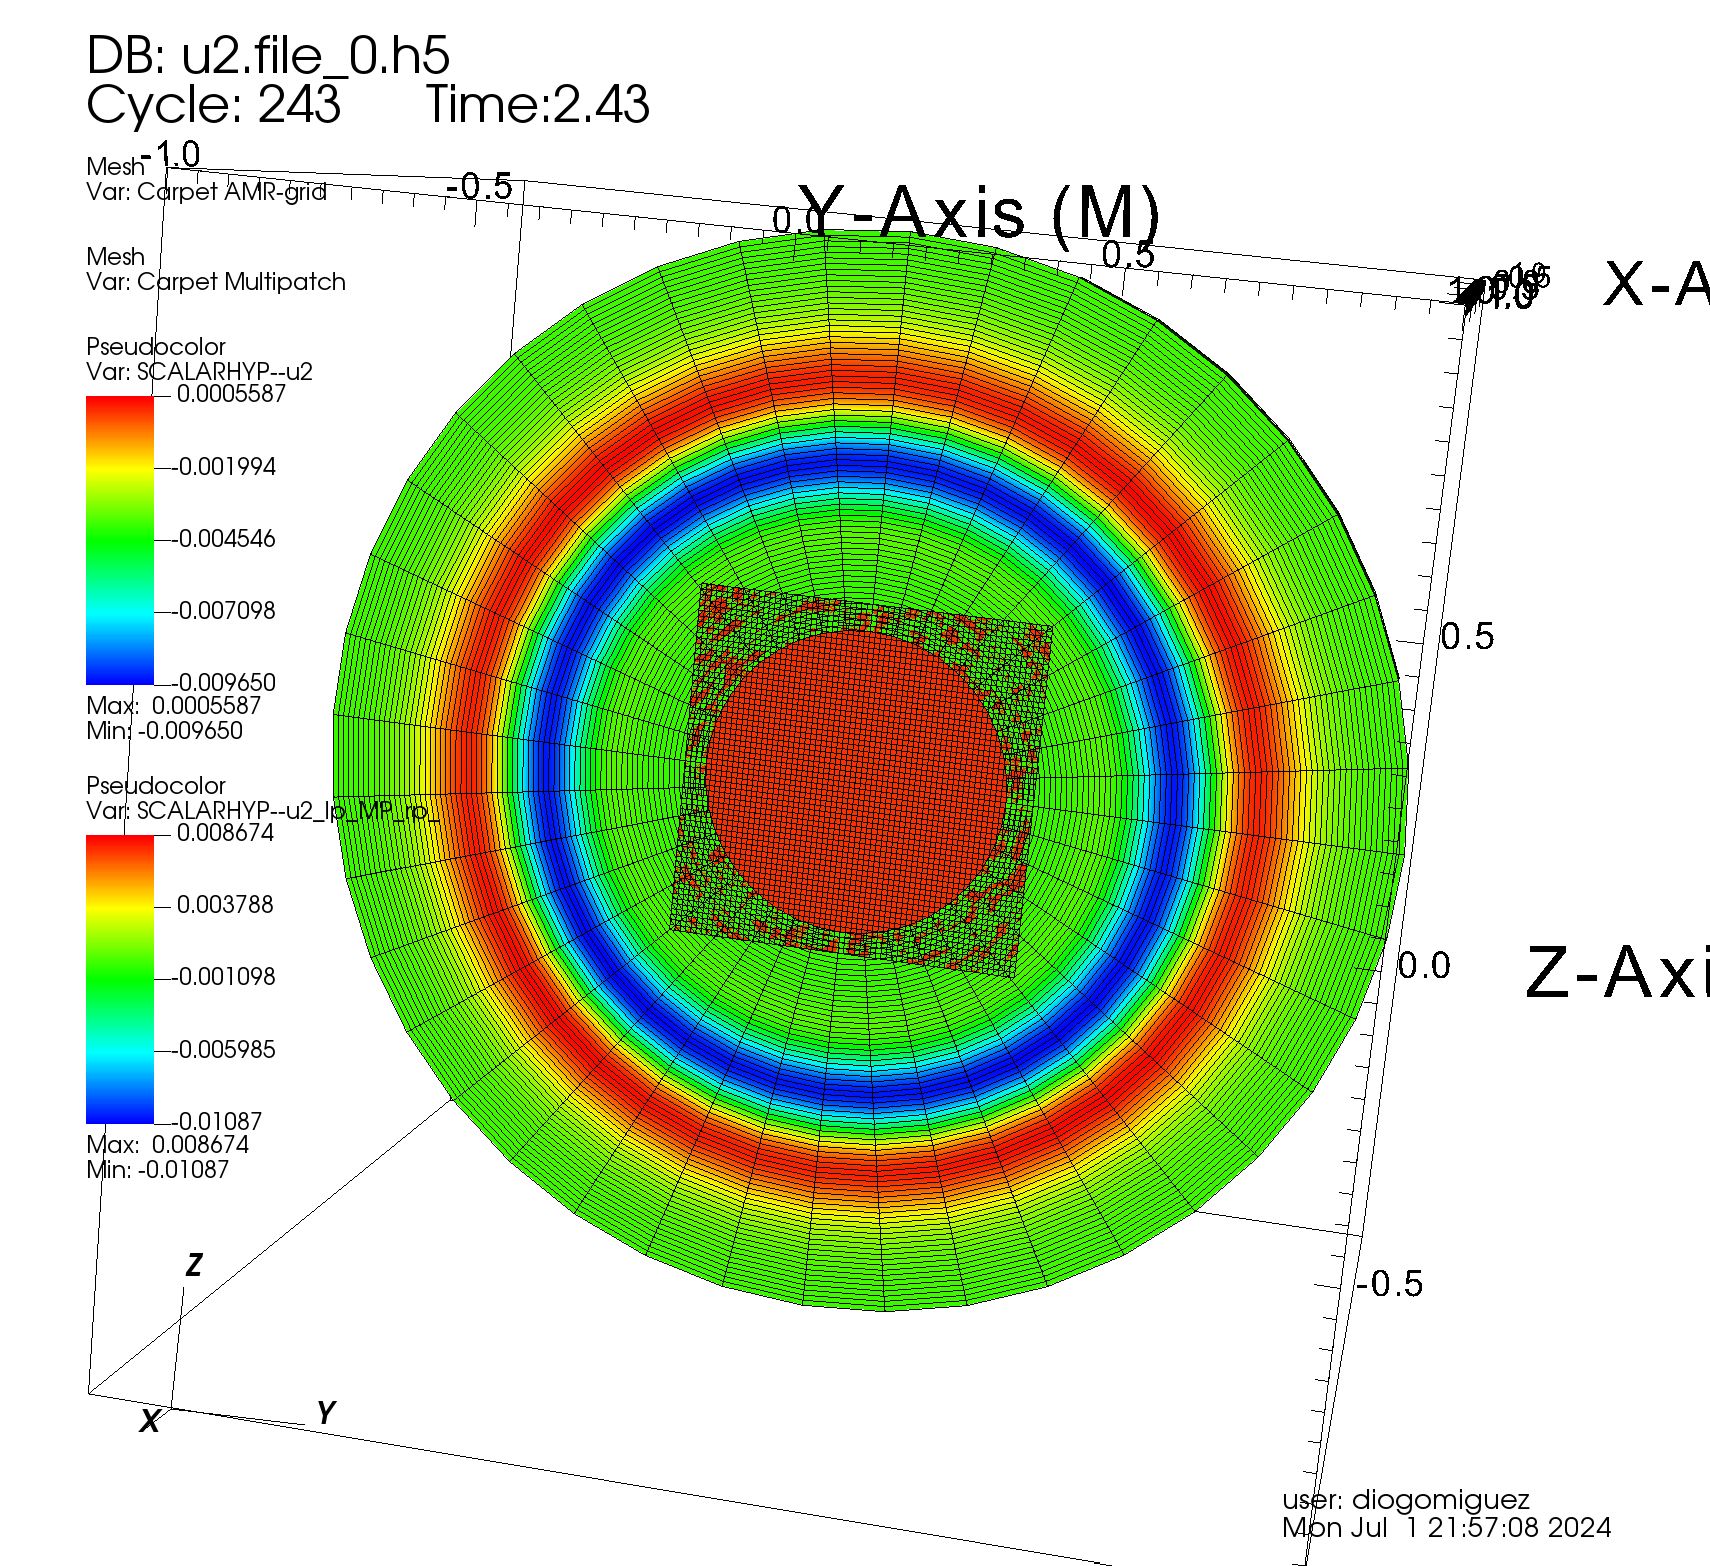 DB: u2.file_0.h5
Cycle: 243 Time:2.43
Mesh
Var: Carpet AMR-grid
Mesh
Var: Carpet Multipatch
Pseudocolor
Var: SCALARHYP--u2
0.0005587
-0.001994
-0.004546
-0.007098
-0.009650
Max: 0.0005587
Min: -0.009650
Pseudocolor
Var: SCALARHYP--u2_lp_MP_rp_
0.008674
0.003788
-0.001098
-0.005985
-0.01087
Max: 0.008674
Min: -0.01087
-1.0
-0.5
0.0
Y-Axis (M)
0.5
X-A
0.5
0.0
Z-Axi
-0.5
Z
Y
X
user: diogomiguez
Mon Jul 1 21:57:08 2024